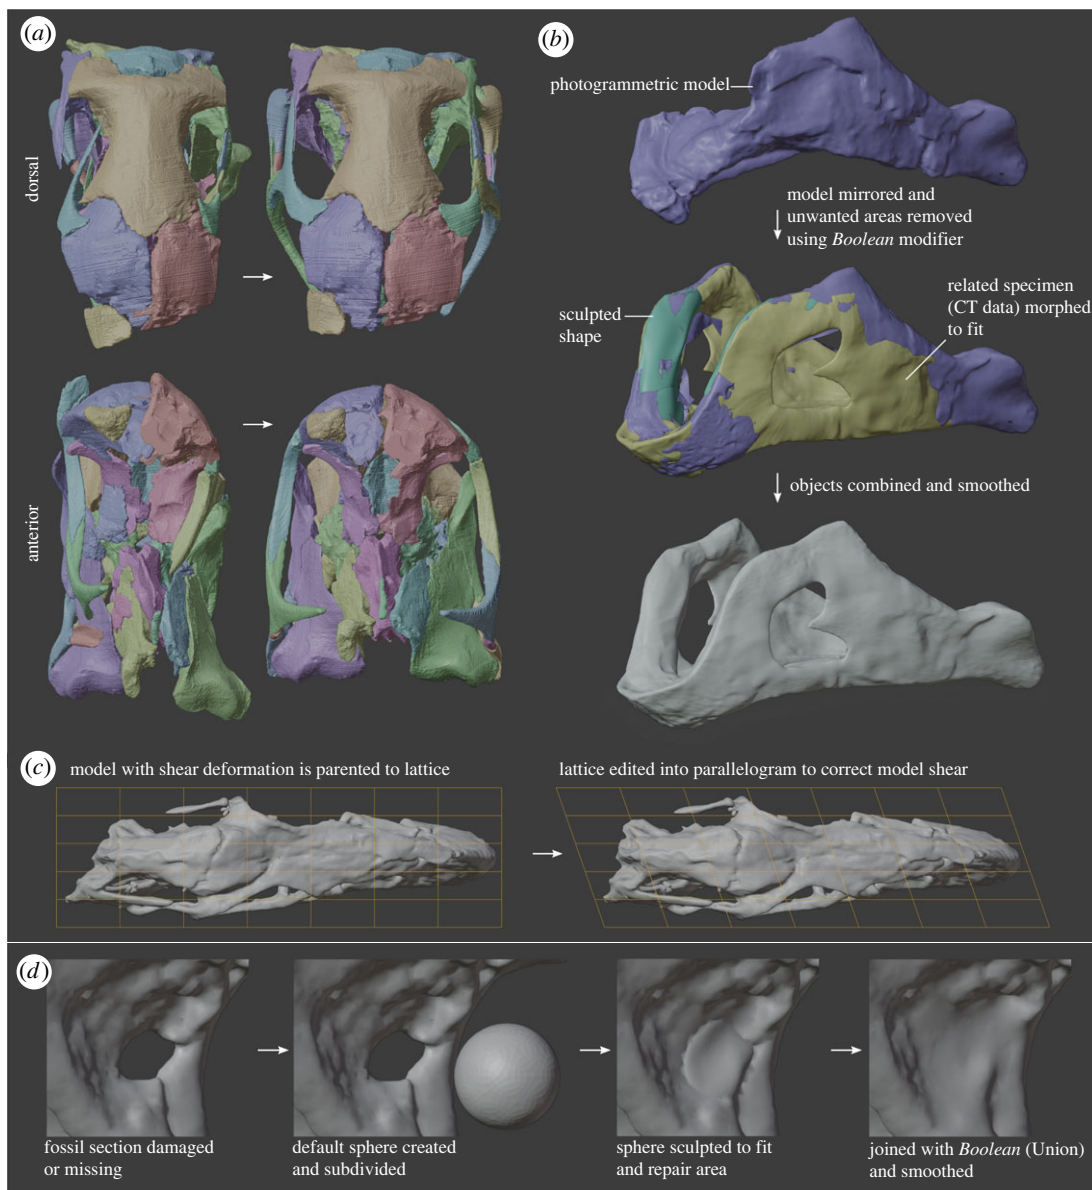 (a)
dorsal
anterior
(b)
photogrammetric model
model mirrored and
unwanted areas removed
using Boolean modifier
sculpted
shape
related specimen
(CT data) morphed
to fit
objects combined and smoothed
(c)
model with shear deformation is parented to lattice
lattice edited into parallelogram to correct model shear
(d)
fossil section damaged
or missing
default sphere created
and subdivided
sphere sculpted to fit
and repair area
joined with Boolean (Union)
and smoothed